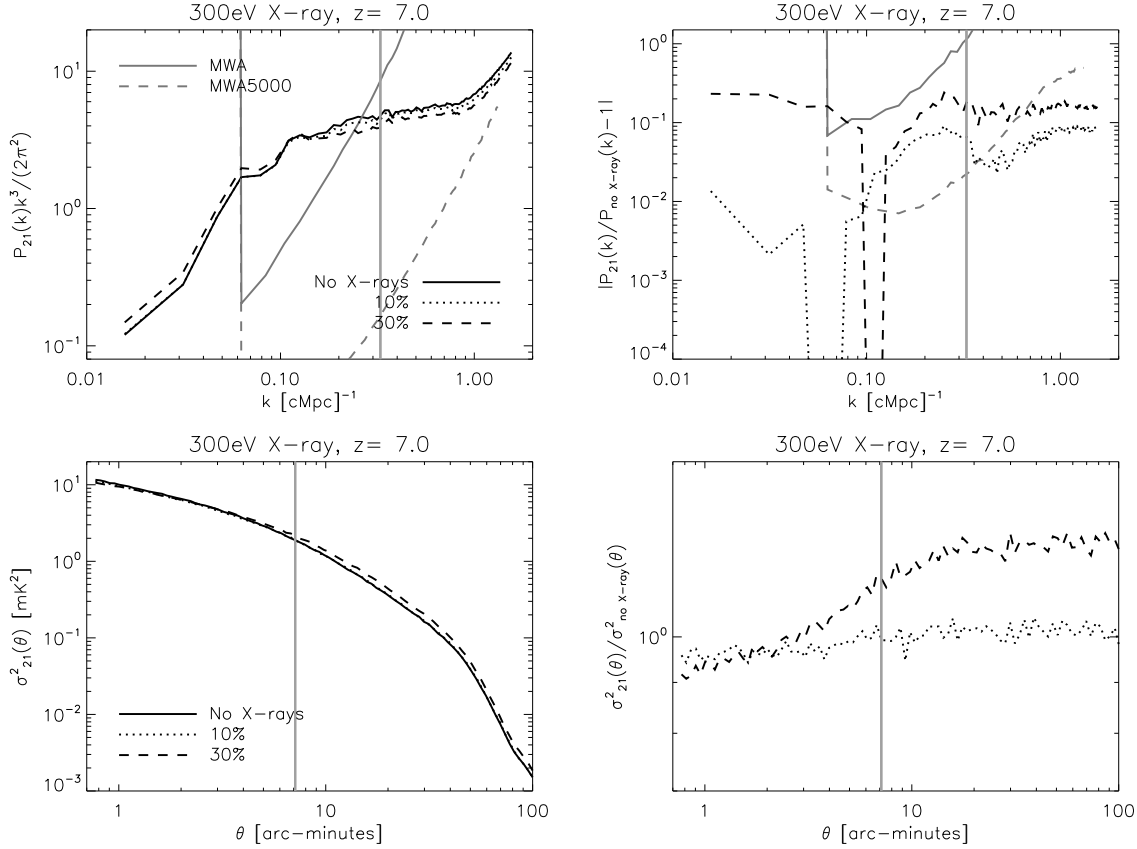 300eV X-ray, z= 7.0
P₂₁(k)k³/(2π²)
10¹
10⁰
10⁻¹
MWA
MWA5000
No X-rays
10%
30%
0.01 0.10 1.00
k [cMpc]⁻¹
300eV X-ray, z= 7.0
|P₂₁(k)/P_no X-ray(k)-1|
10⁰
10⁻¹
10⁻²
10⁻³
10⁻⁴
0.01 0.10 1.00
k [cMpc]⁻¹
300eV X-ray, z= 7.0
σ²₂₁(θ) [mK²]
10¹
10⁰
10⁻¹
10⁻²
10⁻³
No X-rays
10%
30%
1 10 100
θ [arc-minutes]
300eV X-ray, z= 7.0
σ²₂₁(θ)/σ²_no X-ray(θ)
10⁰
1 10 100
θ [arc-minutes]